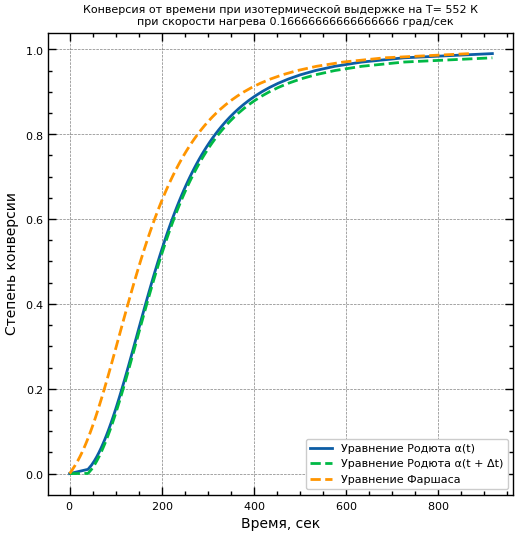 Конверсия от времени при изотермической выдержке на T= 552 К
при скорости нагрева 0.16666666666666666 град/сек
Степень конверсии
1.0
0.8
0.6
0.4
0.2
0.0
Уравнение Родюта α(t)
Уравнение Родюта α(t + Δt)
Уравнение Фаршаса
0
200
400
600
800
Время, сек